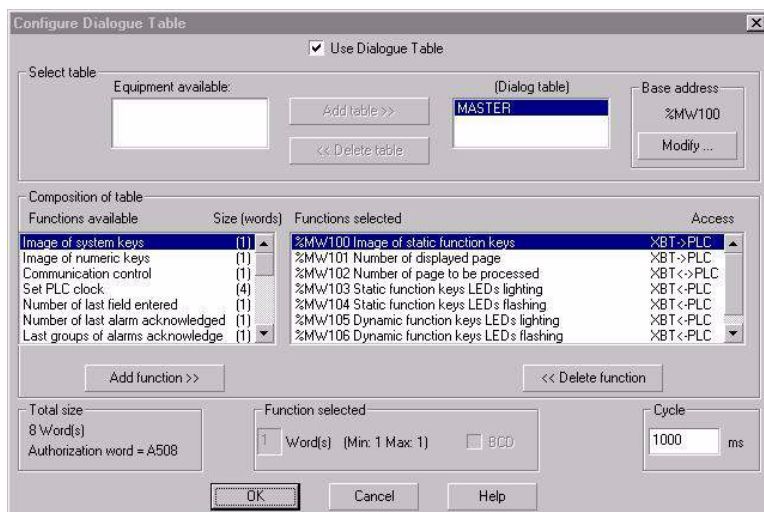 Configure Dialogue Table
Use Dialogue Table
Select table
Equipment available:
Add table >>
<< Delete table
(Dialog table)
MASTER
Base address
%MW100
Modify ...
Composition of table
Functions available Size (words)
Image of system keys (1)
Image of numeric keys (1)
Communication control (1)
Set PLC clock (4)
Number of last field entered (1)
Number of last alarm acknowledged (1)
Last groups of alarms acknowledge (1)
Add function >>
Functions selected Access
%MW100 Image of static function keys XBT->PLC
%MW101 Number of displayed page XBT->PLC
%MW102 Number of page to be processed XBT<->PLC
%MW103 Static function keys LEDs lighting XBT<-PLC
%MW104 Static function keys LEDs flashing XBT<-PLC
%MW105 Dynamic function keys LEDs lighting XBT<-PLC
%MW106 Dynamic function keys LEDs flashing XBT<-PLC
<< Delete function
Total size
8 Word(s)
Authorization word = A508
Function selected
1 Word(s) (Min: 1 Max: 1) BCD
Cycle
1000 ms
OK Cancel Help